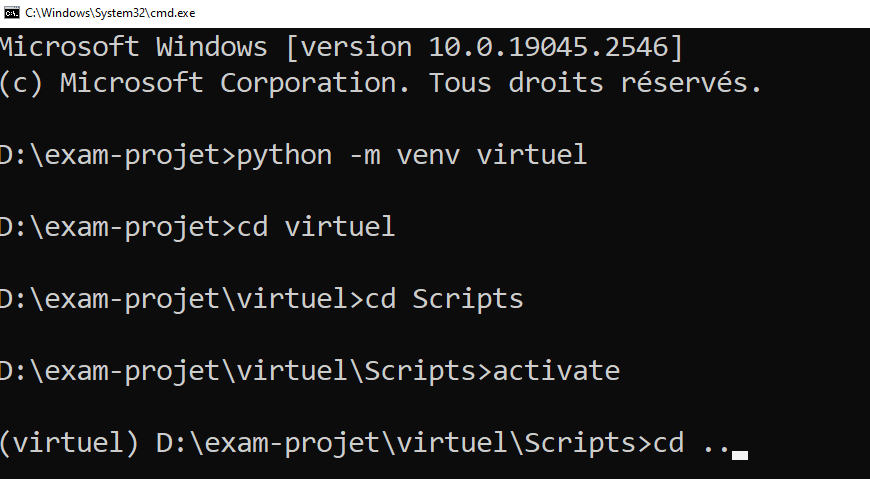 C:\Windows\System32\cmd.exe
Microsoft Windows [version 10.0.19045.2546]
(c) Microsoft Corporation. Tous droits réservés.
D:\exam-projet>python -m venv virtuel
D:\exam-projet>cd virtuel
D:\exam-projet\virtuel>cd Scripts
D:\exam-projet\virtuel\Scripts>activate
(virtuel) D:\exam-projet\virtuel\Scripts>cd ..